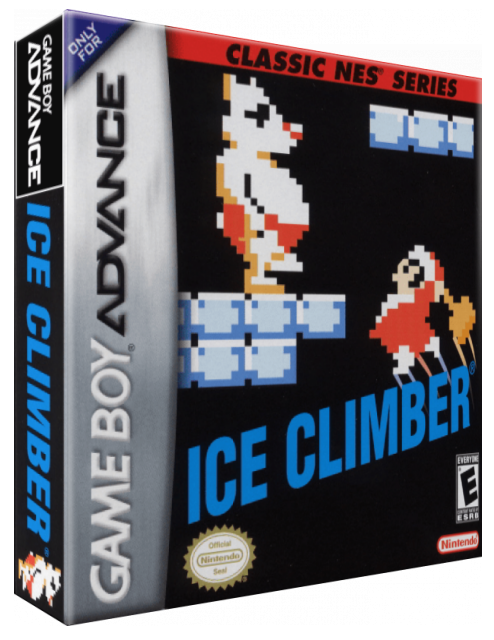 GAME BOY
ADVANCE
ICE CLIMBER®
ONLY
FOR
GAME BOY® ADVANCE
CLASSIC NES® SERIES
ICE CLIMBER®
Official
Nintendo
Seal
EVERYONE
E
ESRB
Nintendo